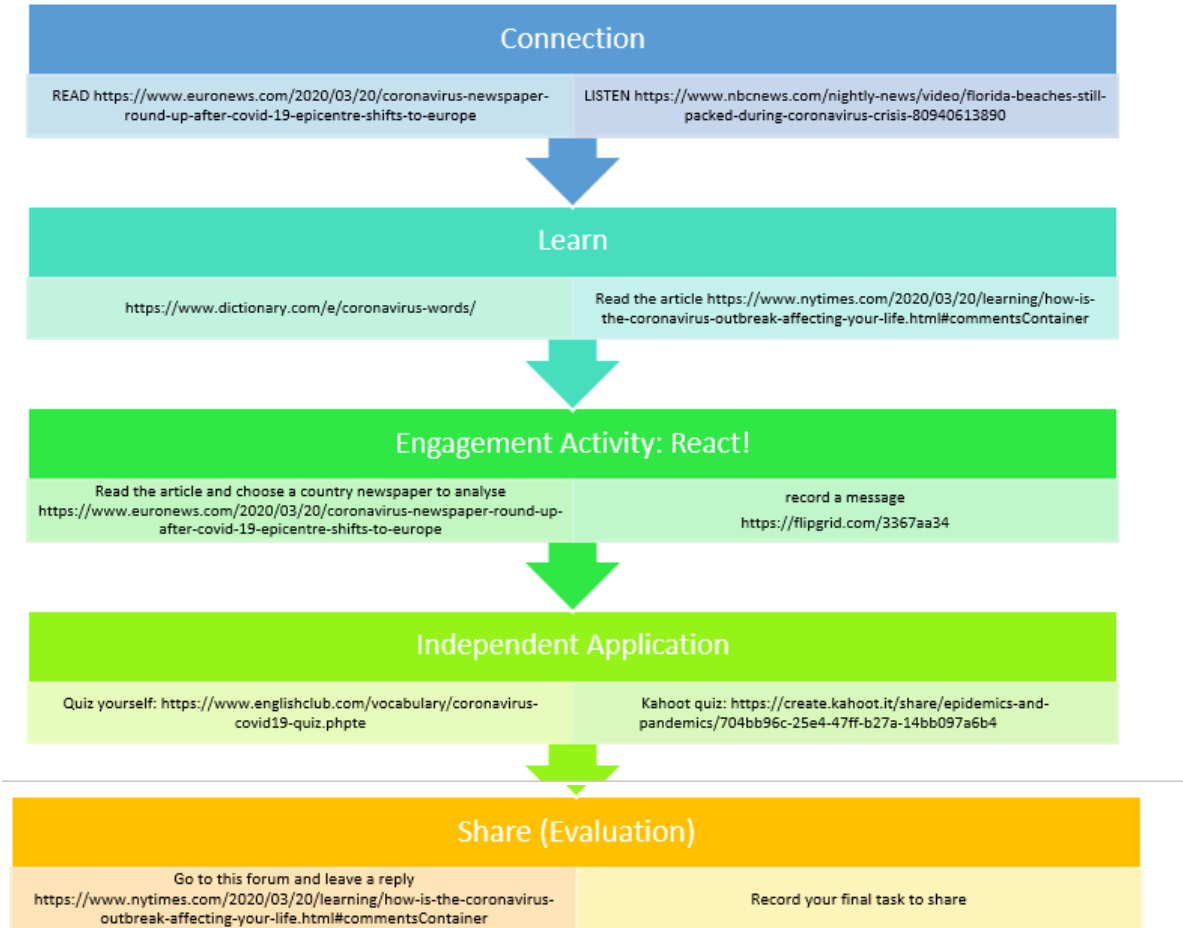 Connection
READ https://www.euronews.com/2020/03/20/coronavirus-newspaper-
round-up-after-covid-19-epicentre-shifts-to-europe
LISTEN https://www.nbcnews.com/nightly-news/video/florida-beaches-still-
packed-during-coronavirus-crisis-80940613890
Learn
https://www.dictionary.com/e/coronavirus-words/
Read the article https://www.nytimes.com/2020/03/20/learning/how-is-
the-coronavirus-outbreak-affecting-your-life.html#commentsContainer
Engagement Activity: React!
Read the article and choose a country newspaper to analyse
https://www.euronews.com/2020/03/20/coronavirus-newspaper-round-up-
after-covid-19-epicentre-shifts-to-europe
record a message
https://flipgrid.com/3367aa34
Independent Application
Quiz yourself: https://www.englishclub.com/vocabulary/coronavirus-
covid19-quiz.phpte
Kahoot quiz: https://create.kahoot.it/share/epidemics-and-
pandemics/704bb96c-25e4-47ff-b27a-14bb097a6b4
Share (Evaluation)
Go to this forum and leave a reply
https://www.nytimes.com/2020/03/20/learning/how-is-the-coronavirus-
outbreak-affecting-your-life.html#commentsContainer
Record your final task to share